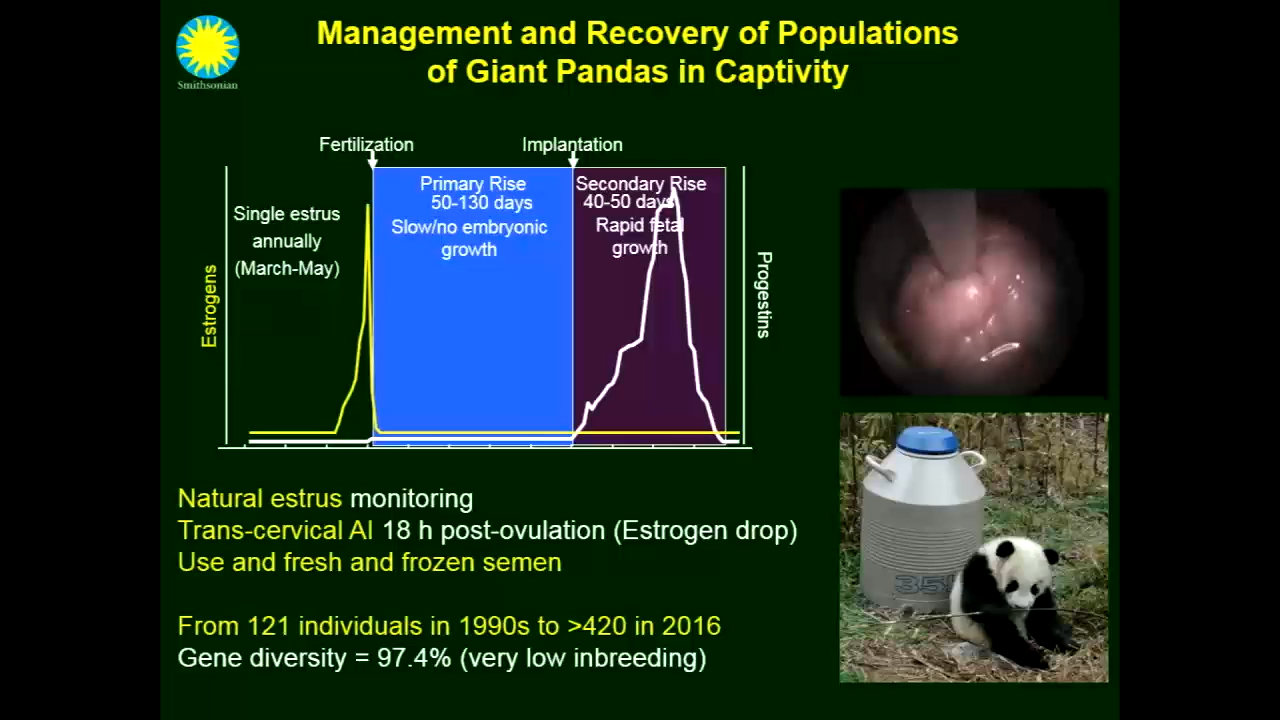 Management and Recovery of Populations
of Giant Pandas in Captivity
Smithsonian
Fertilization
Implantation
Primary Rise
50-130 days
Slow/no embryonic
growth
Secondary Rise
40-50 days
Rapid fetal
growth
Single estrus
annually
(March-May)
Estrogens
Progestins
Natural estrus monitoring
Trans-cervical AI 18 h post-ovulation (Estrogen drop)
Use and fresh and frozen semen
From 121 individuals in 1990s to >420 in 2016
Gene diversity = 97.4% (very low inbreeding)